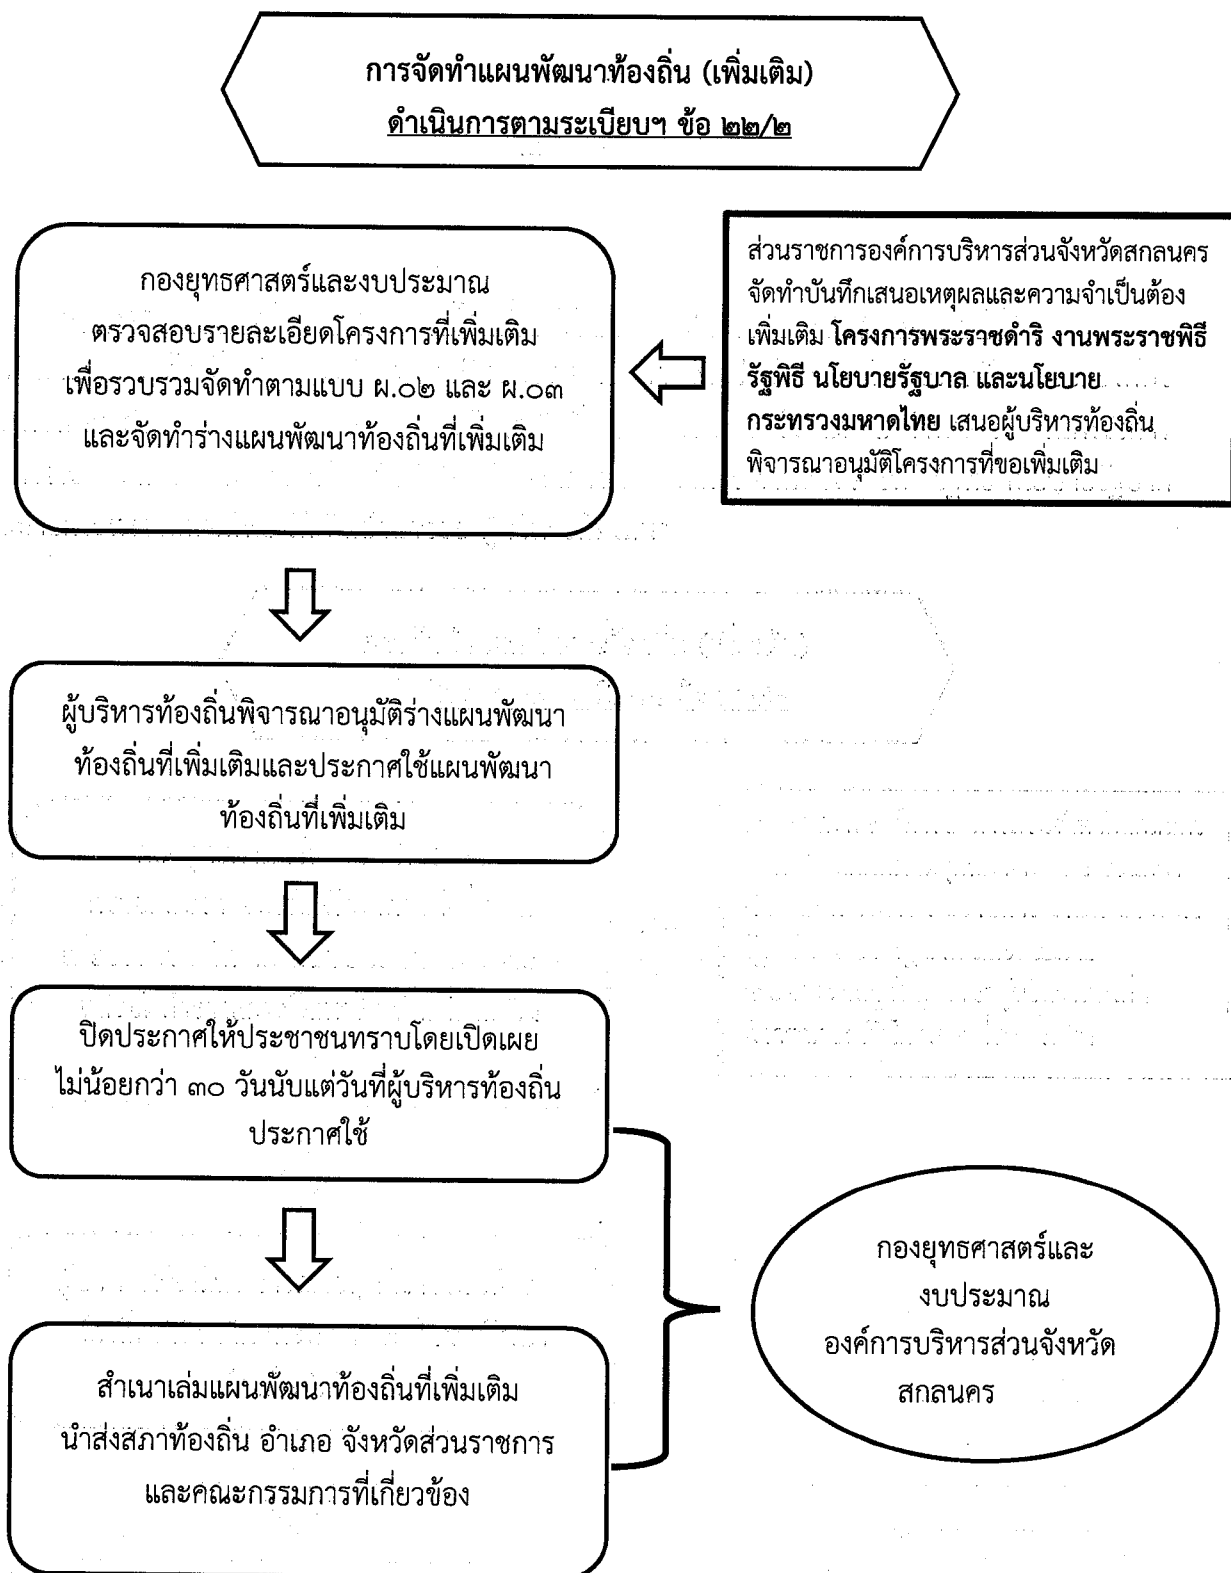 การจัดทำแผนพัฒนาท้องถิ่น (เพิ่มเติม)
ดำเนินการตามระเบียบฯ ข้อ ๒๒/๒
ส่วนราชการองค์การบริหารส่วนจังหวัดสกลนคร
จัดทำบันทึกเสนอเหตุผลและความจำเป็นต้อง
เพิ่มเติม โครงการพระราชดำริ งานพระราชพิธี
รัฐพิธี นโยบายรัฐบาล และนโยบาย
กระทรวงมหาดไทย เสนอผู้บริหารท้องถิ่น
พิจารณาอนุมัติโครงการที่ขอเพิ่มเติม
กองยุทธศาสตร์และงบประมาณ
ตรวจสอบรายละเอียดโครงการที่เพิ่มเติม
เพื่อรวบรวมจัดทำตามแบบ ผ.๐๒ และ ผ.๐๓
และจัดทำร่างแผนพัฒนาท้องถิ่นที่เพิ่มเติม
ผู้บริหารท้องถิ่นพิจารณาอนุมัติร่างแผนพัฒนา
ท้องถิ่นที่เพิ่มเติมและประกาศใช้แผนพัฒนา
ท้องถิ่นที่เพิ่มเติม
ปิดประกาศให้ประชาชนทราบโดยเปิดเผย
ไม่น้อยกว่า ๓๐ วันนับแต่วันที่ผู้บริหารท้องถิ่น
ประกาศใช้
สำเนาเล่มแผนพัฒนาท้องถิ่นที่เพิ่มเติม
นำส่งสภาท้องถิ่น อำเภอ จังหวัดส่วนราชการ
และคณะกรรมการที่เกี่ยวข้อง
กองยุทธศาสตร์และ
งบประมาณ
องค์การบริหารส่วนจังหวัด
สกลนคร